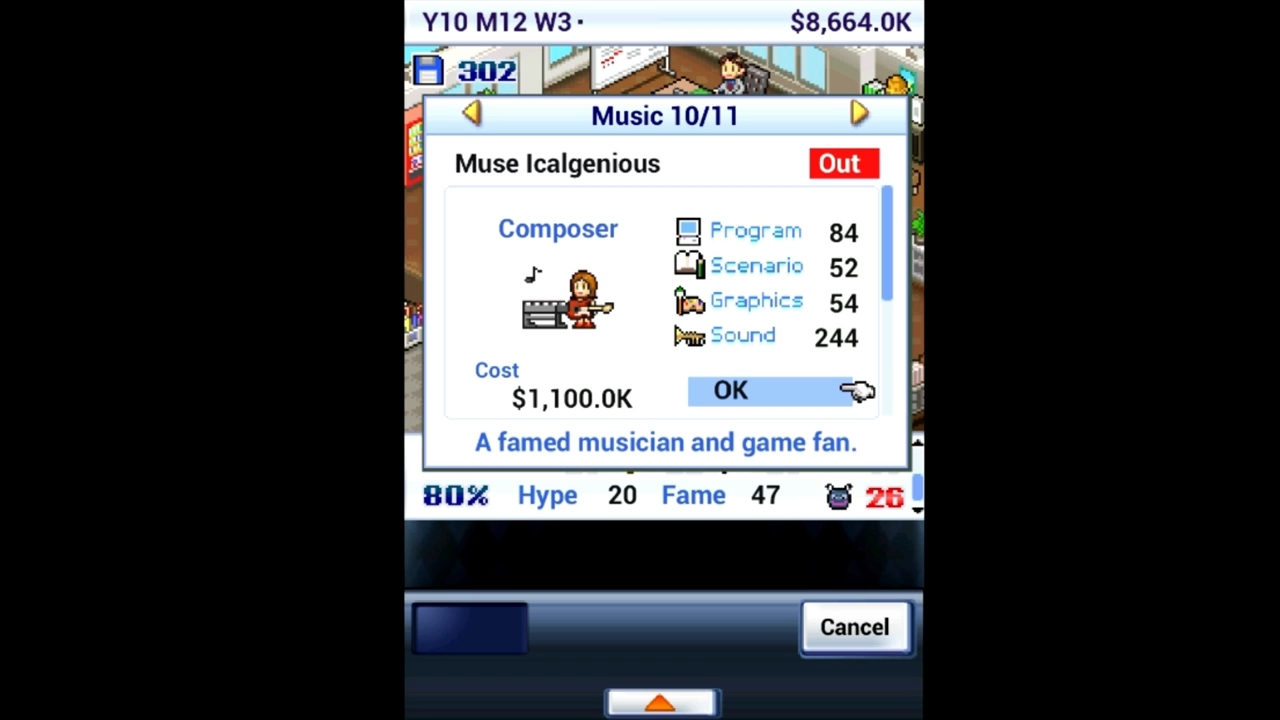 Y10 M12 W3 $8,664.0K
302
Music 10/11
Muse Icalgenious Out
Composer
Program 84
Scenario 52
Graphics 54
Sound 244
Cost
$1,100.0K
OK
A famed musician and game fan.
80% Hype 20 Fame 47 26
Cancel